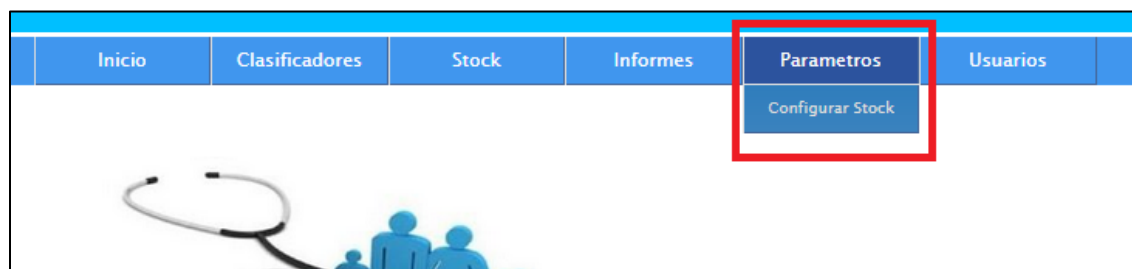 Inicio Clasificadores Stock Informes Parametros Usuarios
Configurar Stock